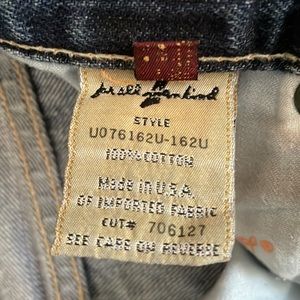 for all 7 mankind
STYLE
U076162U-162U
100% COTTON
MADE IN U.S.A.
OF IMPORTED FABRIC
CUT# 706127
SEE CARE ON REVERSE